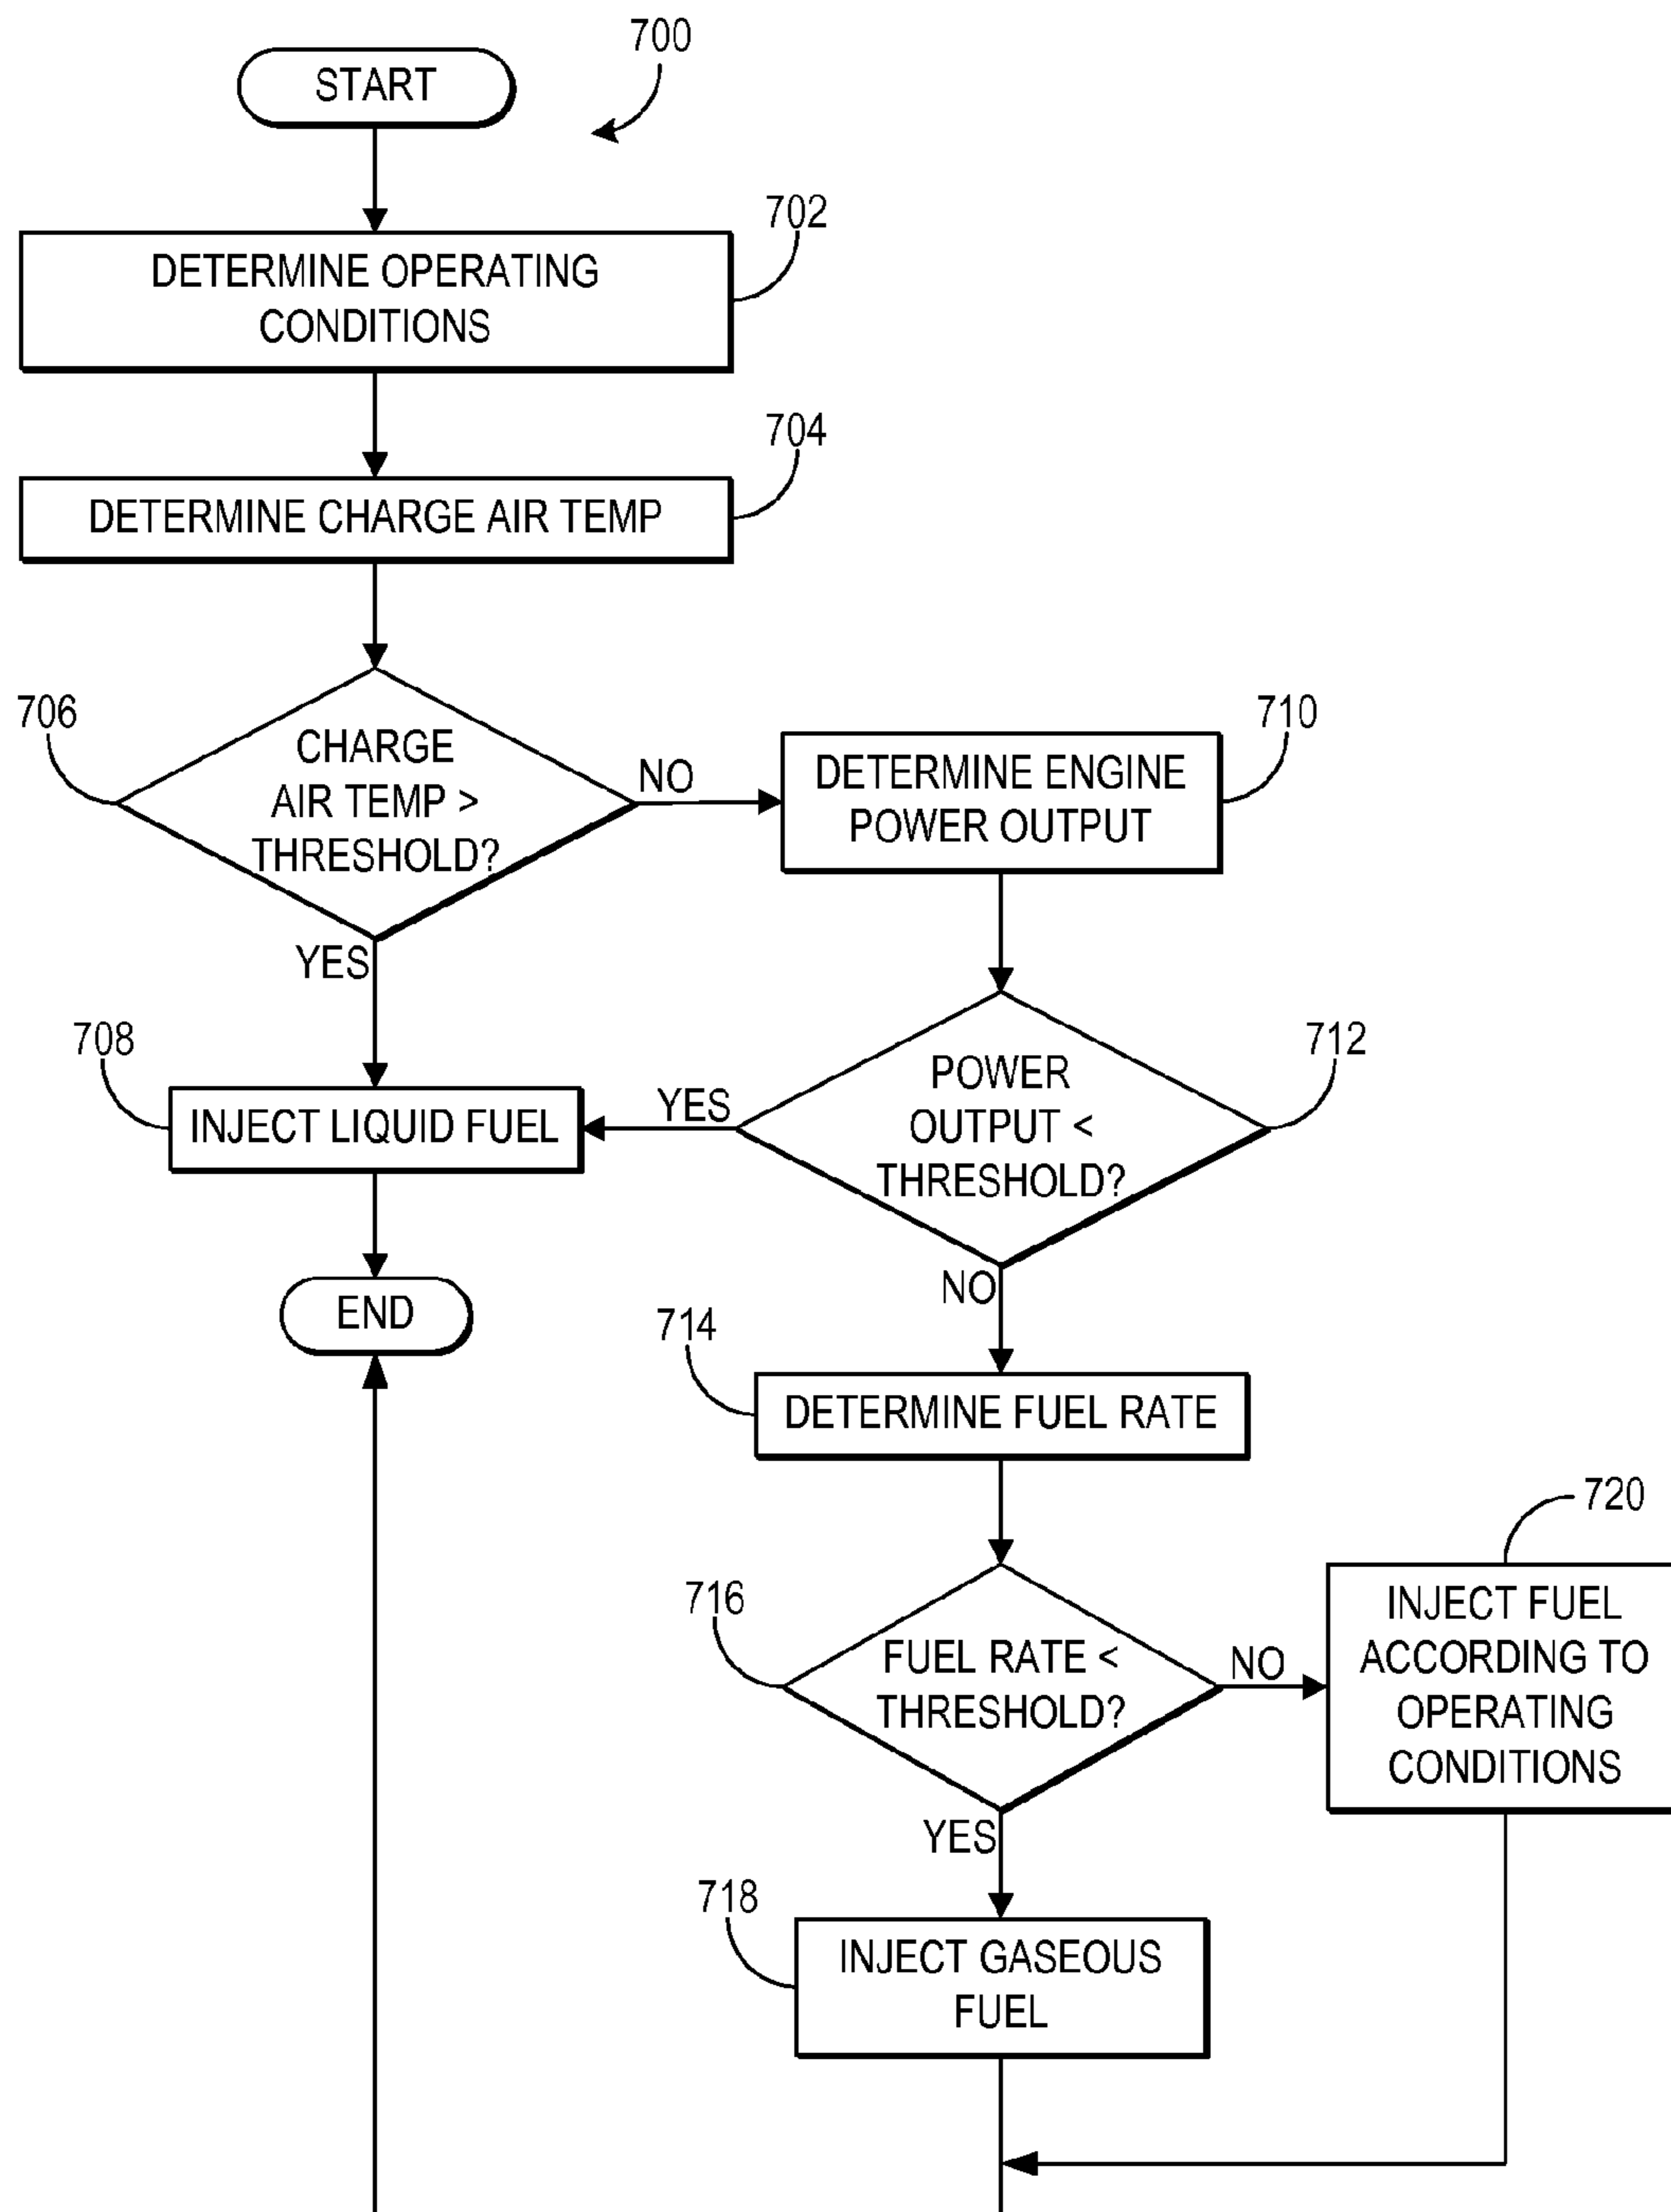 700
START
702
DETERMINE OPERATING
CONDITIONS
704
DETERMINE CHARGE AIR TEMP
706
CHARGE
AIR TEMP >
THRESHOLD?
NO
YES
710
DETERMINE ENGINE
POWER OUTPUT
708
INJECT LIQUID FUEL
712
POWER
OUTPUT <
THRESHOLD?
YES
NO
END
714
DETERMINE FUEL RATE
716
FUEL RATE <
THRESHOLD?
NO
YES
720
INJECT FUEL
ACCORDING TO
OPERATING
CONDITIONS
718
INJECT GASEOUS
FUEL